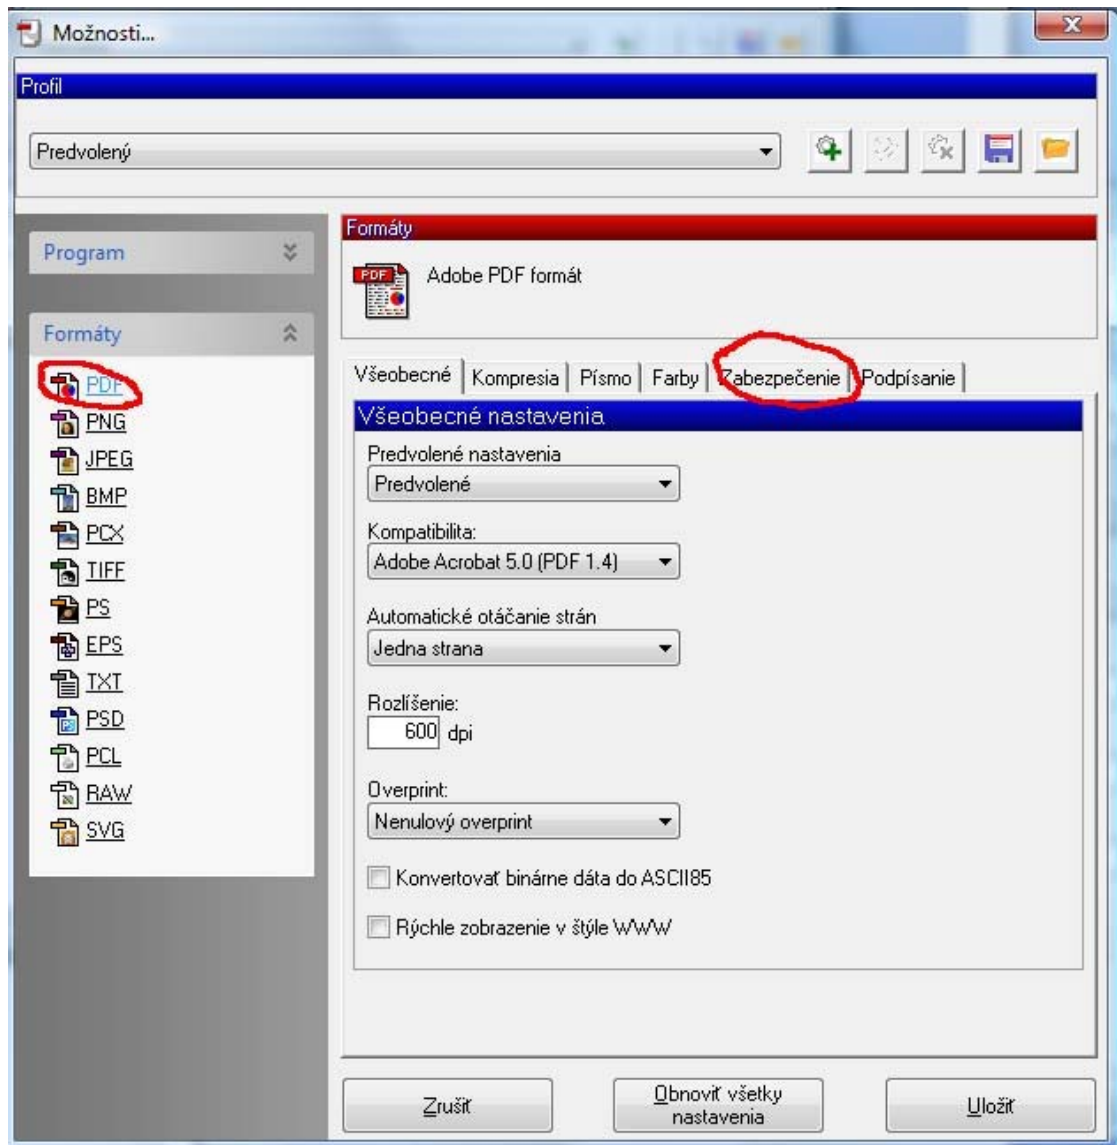 Možnosti...
Profil
Predvolený
Program
Formáty
PDF
PNG
JPEG
BMP
PCX
TIFF
PS
EPS
TXT
PSD
PCL
RAW
SVG
Formáty
PDF
Adobe PDF formát
Všeobecné Kompresia Písmo Farby Zabezpečenie Podpísanie
Všeobecné nastavenia
Predvolené nastavenia
Predvolené
Kompatibilita:
Adobe Acrobat 5.0 (PDF 1.4)
Automatické otáčanie strán
Jedna strana
Rozlíšenie:
600 dpi
Overprint:
Nenulový overprint
Konvertovať binárne dáta do ASCII85
Rýchle zobrazenie v štýle WWW
Zrušiť
Obnoviť všetky
nastavenia
Uložiť